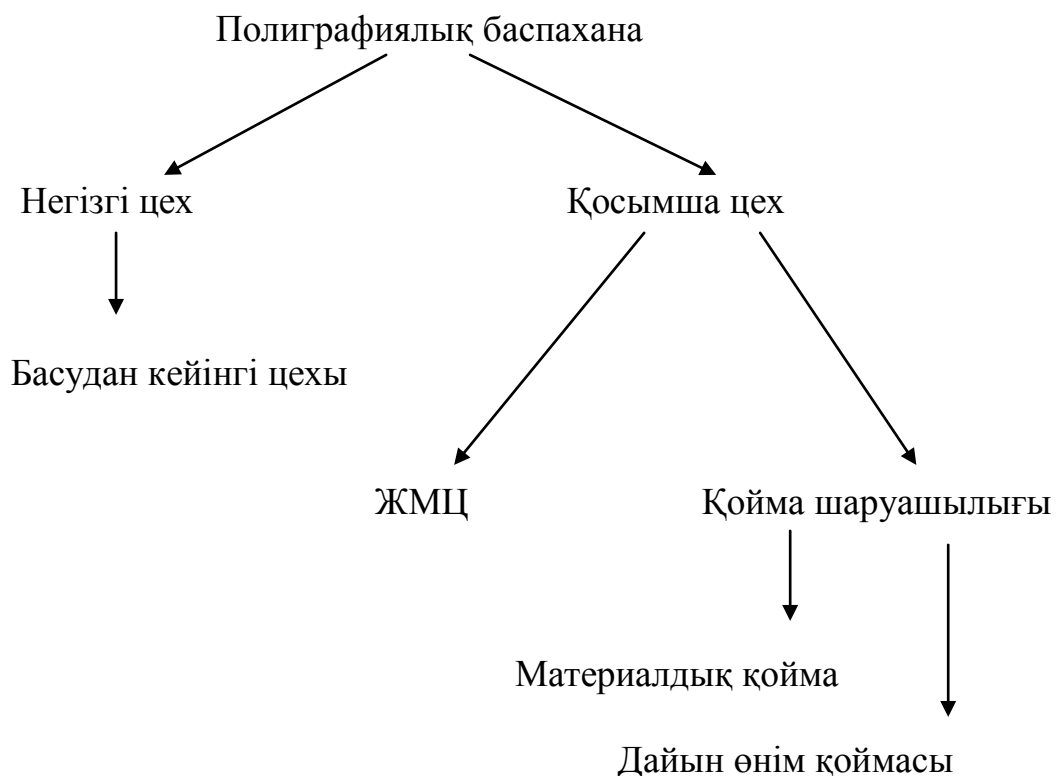 Полиграфиялық баспахана
Негізгі цех
Қосымша цех
Басудан кейінгі цехы
ЖМЦ
Қойма шаруашылығы
Материалдық қойма
Дайын өнім қоймасы